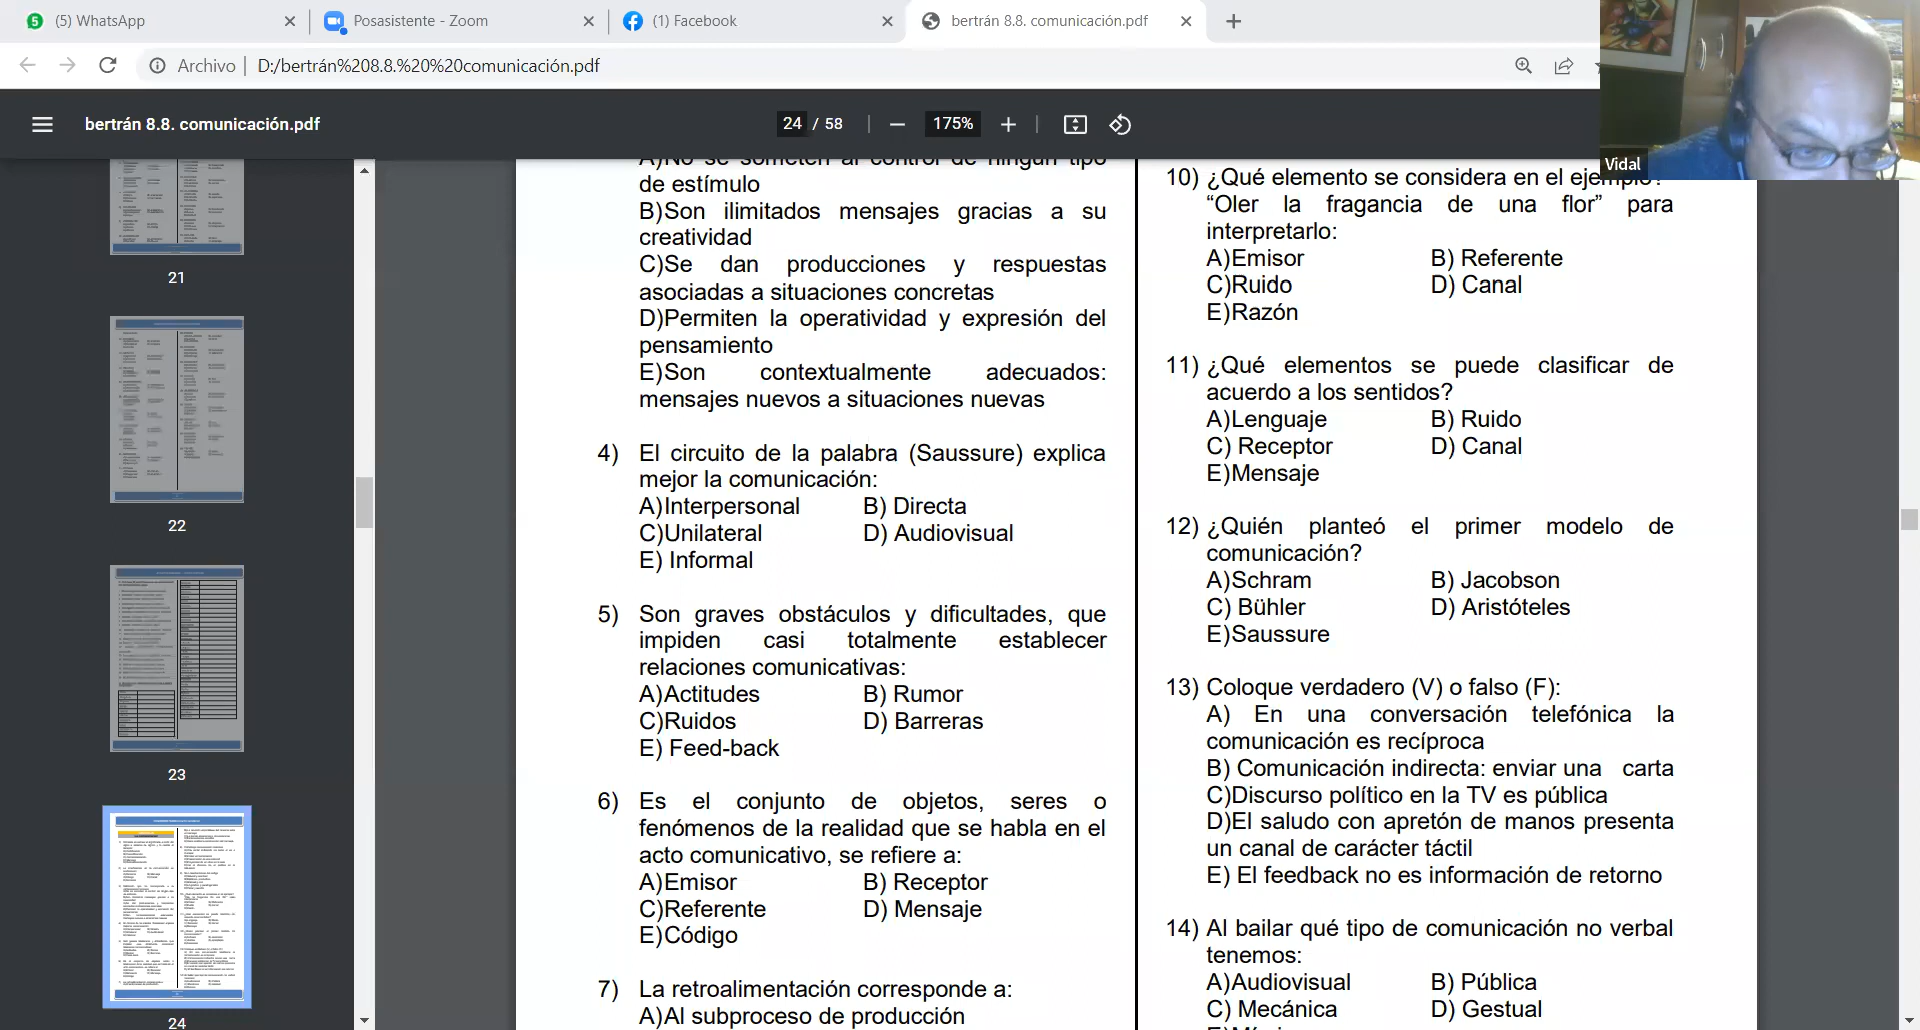 (5) WhatsApp
Posasistente - Zoom
(1) Facebook
bertrán 8.8. comunicación.pdf
Archivo
D:/bertrán%208.8.%20%20comunicación.pdf
bertrán 8.8. comunicación.pdf
24 / 58
175%
Vidal
21
22
23
24
A)No se someten al control de ningún tipo
de estímulo
B)Son ilimitados mensajes gracias a su
creatividad
C)Se dan producciones y respuestas
asociadas a situaciones concretas
D)Permiten la operatividad y expresión del
pensamiento
E)Son contextualmente adecuados:
mensajes nuevos a situaciones nuevas
4) El circuito de la palabra (Saussure) explica
mejor la comunicación:
A)Interpersonal B) Directa
C)Unilateral D) Audiovisual
E) Informal
5) Son graves obstáculos y dificultades, que
impiden casi totalmente establecer
relaciones comunicativas:
A)Actitudes B) Rumor
C)Ruidos D) Barreras
E) Feed-back
6) Es el conjunto de objetos, seres o
fenómenos de la realidad que se habla en el
acto comunicativo, se refiere a:
A)Emisor B) Receptor
C)Referente D) Mensaje
E)Código
7) La retroalimentación corresponde a:
A)Al subproceso de producción
10) ¿Qué elemento se considera en el ejemplo?
“Oler la fragancia de una flor” para
interpretarlo:
A)Emisor B) Referente
C)Ruido D) Canal
E)Razón
11) ¿Qué elementos se puede clasificar de
acuerdo a los sentidos?
A)Lenguaje B) Ruido
C) Receptor D) Canal
E)Mensaje
12) ¿Quién planteó el primer modelo de
comunicación?
A)Schram B) Jacobson
C) Bühler D) Aristóteles
E)Saussure
13) Coloque verdadero (V) o falso (F):
A) En una conversación telefónica la
comunicación es recíproca
B) Comunicación indirecta: enviar una carta
C)Discurso político en la TV es pública
D)El saludo con apretón de manos presenta
un canal de carácter táctil
E) El feedback no es información de retorno
14) Al bailar qué tipo de comunicación no verbal
tenemos:
A)Audiovisual B) Pública
C) Mecánica D) Gestual